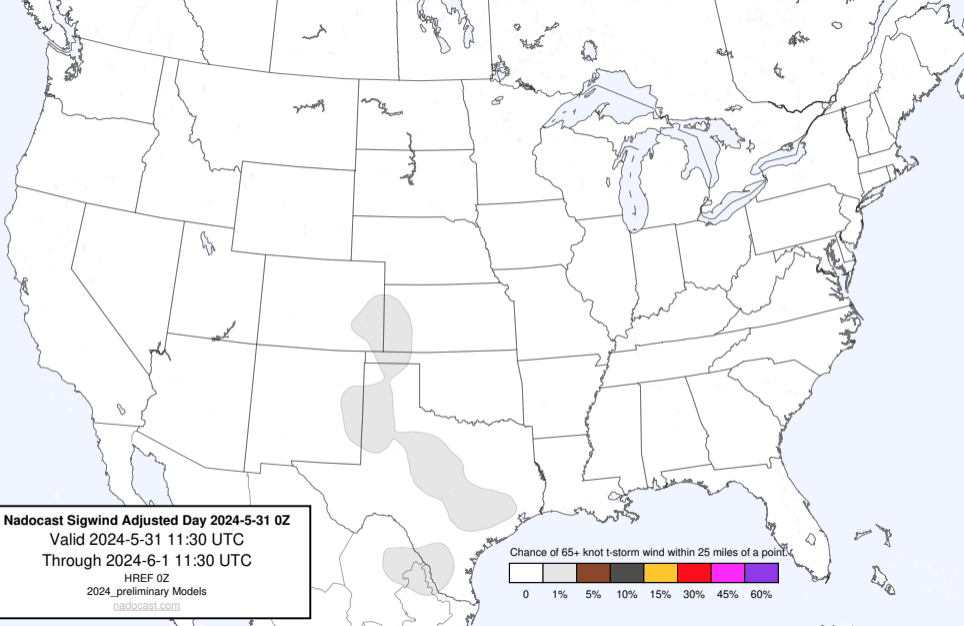 Nadocast Sigwind Adjusted Day 2024-5-31 0Z
Valid 2024-5-31 11:30 UTC
Through 2024-6-1 11:30 UTC
HREF 0Z
2024_preliminary Models
nadocast.com
Chance of 65+ knot t-storm wind within 25 miles of a point.
0 1% 5% 10% 15% 30% 45% 60%